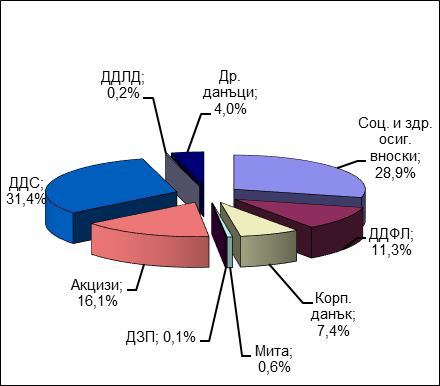 ДДЛД;
0,2%
Др.
данъци;
4,0%
Соц. и здр.
осиг.
вноски;
28,9%
ДДС;
31,4%
ДДФЛ;
11,3%
Акцизи;
16,1%
Корп.
данък;
7,4%
ДЗП; 0,1%
Мита;
0,6%